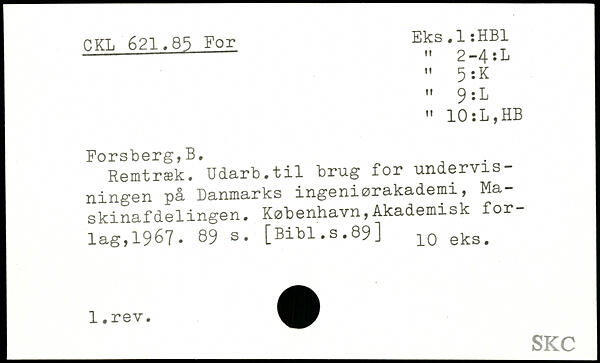 CKL 621.85 For
Eks.1:HB1
" 2-4:L
" 5:K
" 9:L
" 10:L,HB
Forsberg,B.
Remtræk. Udarb.til brug for undervis-
ningen på Danmarks ingeniørakademi, Ma-
skinafdelingen. København,Akademisk for-
lag,1967. 89 s. [Bibl.s.89] 10 eks.
1.rev.
SKC